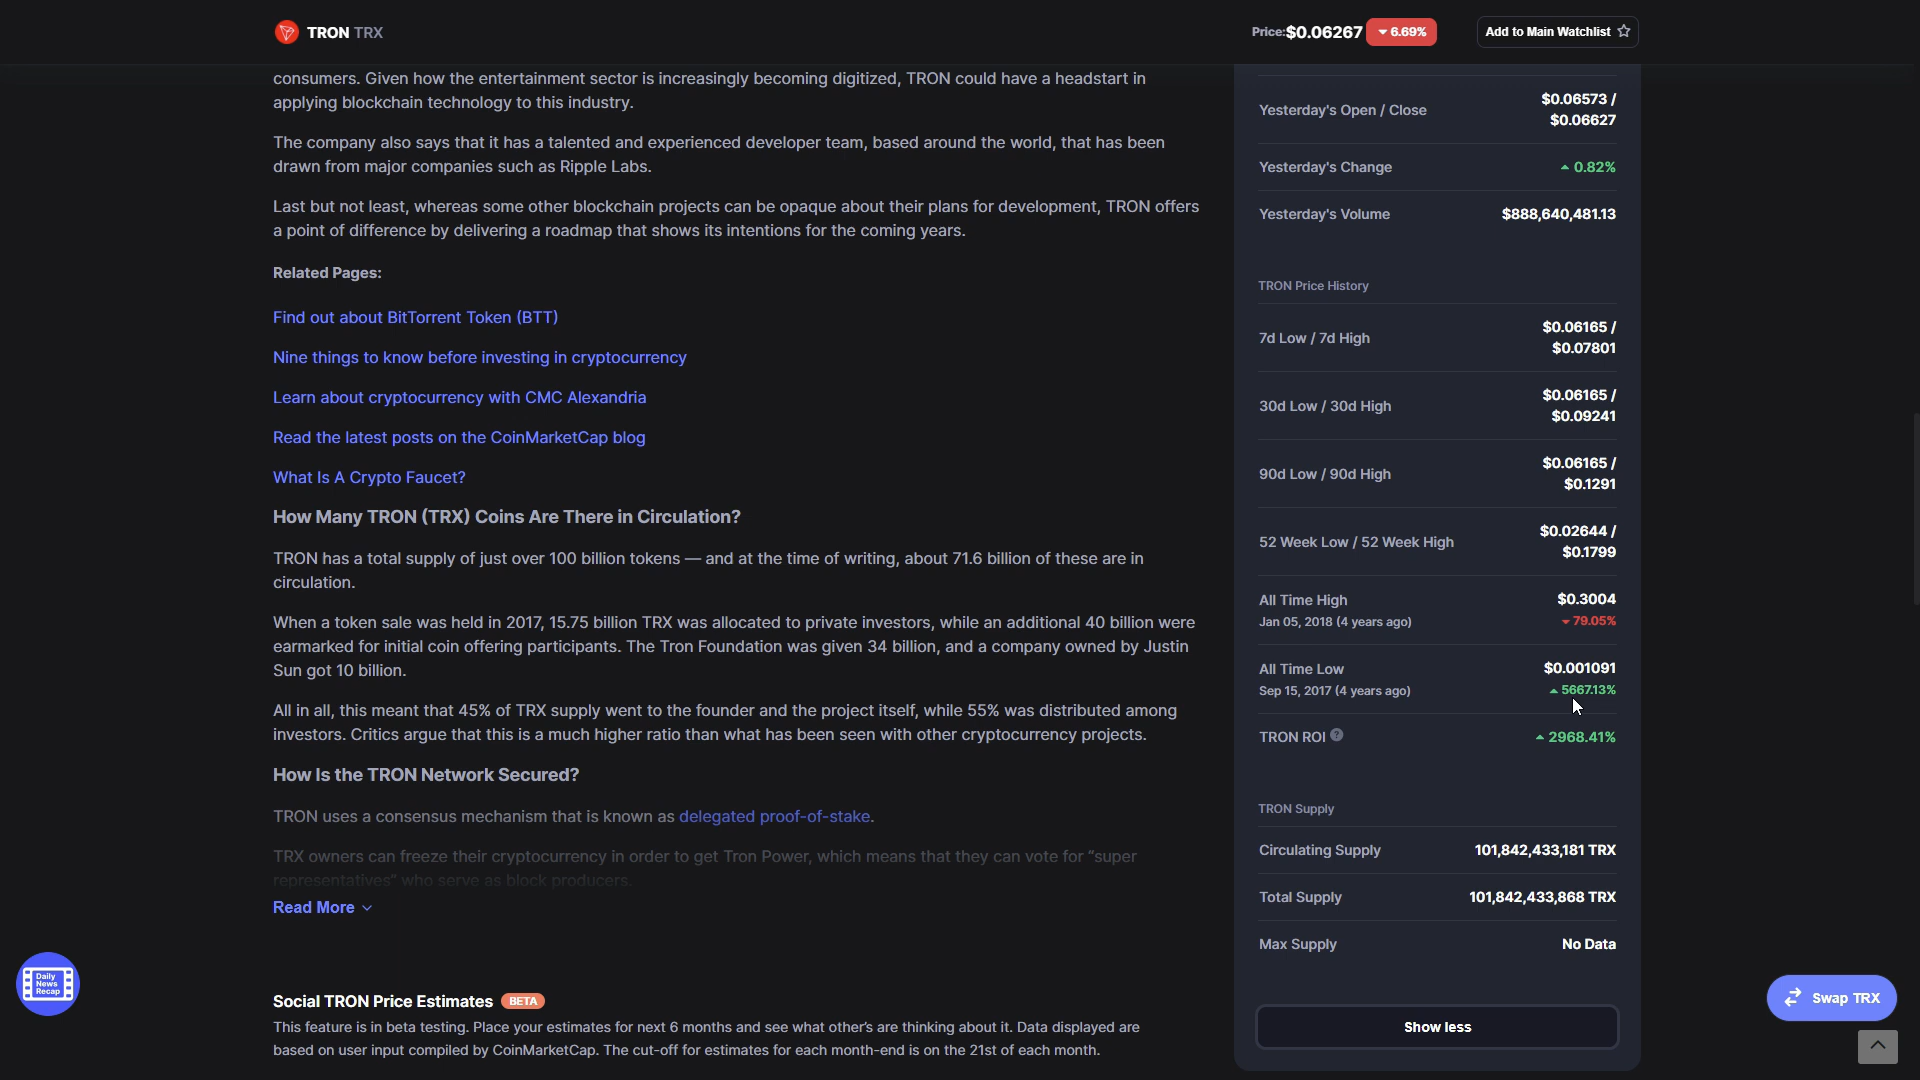 TRON TRX
Price:$0.06267 6.69%
Add to Main Watchlist
consumers. Given how the entertainment sector is increasingly becoming digitized, TRON could have a headstart in
applying blockchain technology to this industry.
The company also says that it has a talented and experienced developer team, based around the world, that has been
drawn from major companies such as Ripple Labs.
Last but not least, whereas some other blockchain projects can be opaque about their plans for development, TRON offers
a point of difference by delivering a roadmap that shows its intentions for the coming years.
Related Pages:
Find out about BitTorrent Token (BTT)
Nine things to know before investing in cryptocurrency
Learn about cryptocurrency with CMC Alexandria
Read the latest posts on the CoinMarketCap blog
What Is A Crypto Faucet?
How Many TRON (TRX) Coins Are There in Circulation?
TRON has a total supply of just over 100 billion tokens — and at the time of writing, about 71.6 billion of these are in
circulation.
When a token sale was held in 2017, 15.75 billion TRX was allocated to private investors, while an additional 40 billion were
earmarked for initial coin offering participants. The Tron Foundation was given 34 billion, and a company owned by Justin
Sun got 10 billion.
All in all, this meant that 45% of TRX supply went to the founder and the project itself, while 55% was distributed among
investors. Critics argue that this is a much higher ratio than what has been seen with other cryptocurrency projects.
How Is the TRON Network Secured?
TRON uses a consensus mechanism that is known as delegated proof-of-stake.
TRX owners can freeze their cryptocurrency in order to get Tron Power, which means that they can vote for “super
representatives” who serve as block producers.
Read More
Daily
News
Recap
Social TRON Price Estimates BETA
This feature is in beta testing. Place your estimates for next 6 months and see what other's are thinking about it. Data displayed are
based on user input compiled by CoinMarketCap. The cut-off for estimates for each month-end is on the 21st of each month.
Yesterday's Open / Close
$0.06573 /
$0.06627
Yesterday's Change
0.82%
Yesterday's Volume
$888,640,481.13
TRON Price History
7d Low / 7d High
$0.06165 /
$0.07801
30d Low / 30d High
$0.06165 /
$0.09241
90d Low / 90d High
$0.06165 /
$0.1291
52 Week Low / 52 Week High
$0.02644 /
$0.1799
All Time High
$0.3004
Jan 05, 2018 (4 years ago)
79.05%
All Time Low
$0.001091
Sep 15, 2017 (4 years ago)
5667.13%
TRON ROI
2968.41%
TRON Supply
Circulating Supply
101,842,433,181 TRX
Total Supply
101,842,433,868 TRX
Max Supply
No Data
Show less
Swap TRX